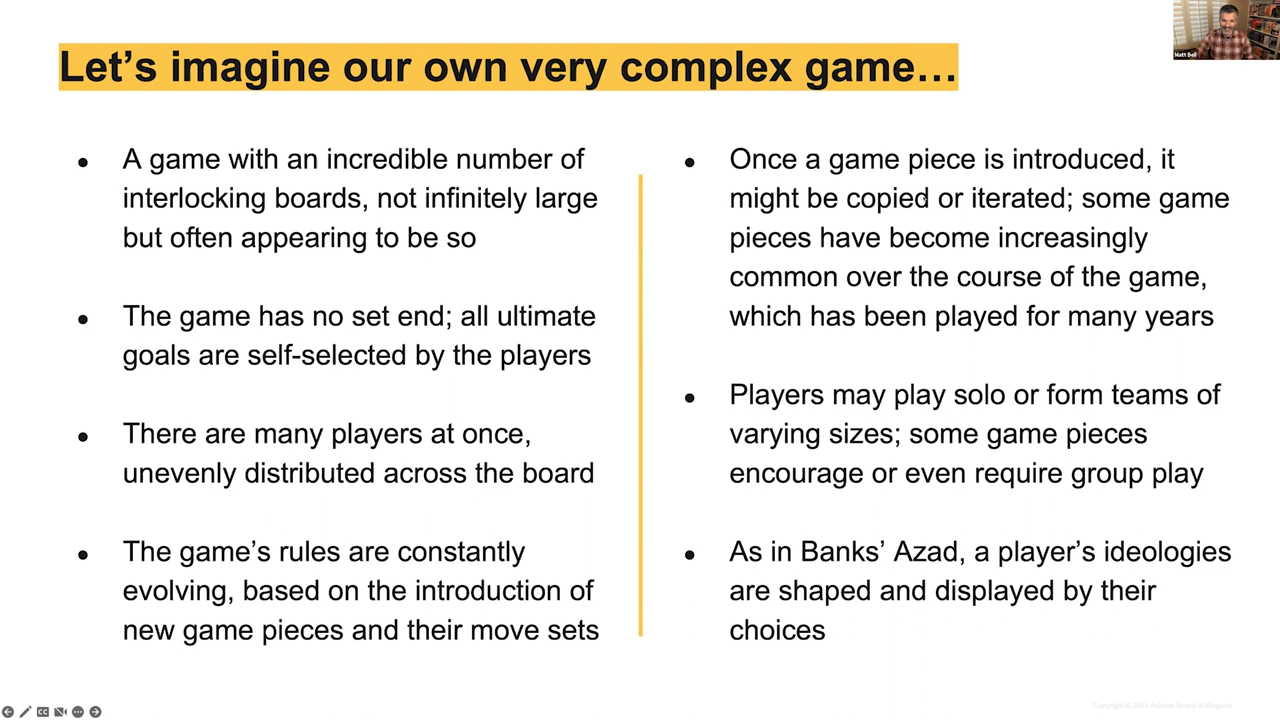 Matt Bell
Let’s imagine our own very complex game…
● A game with an incredible number of
interlocking boards, not infinitely large
but often appearing to be so
● The game has no set end; all ultimate
goals are self-selected by the players
● There are many players at once,
unevenly distributed across the board
● The game’s rules are constantly
evolving, based on the introduction of
new game pieces and their move sets
● Once a game piece is introduced, it
might be copied or iterated; some game
pieces have become increasingly
common over the course of the game,
which has been played for many years
● Players may play solo or form teams of
varying sizes; some game pieces
encourage or even require group play
● As in Banks’ Azad, a player’s ideologies
are shaped and displayed by their
choices
CC
Copyright © 2023 Arizona Board of Regents